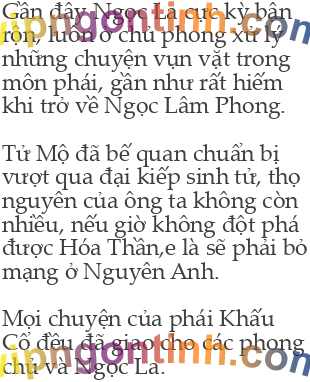 Gần đây Ngọc Lâ cực kỳ bận
rộn, luôn ở chủ phong xử lý
những chuyện vụn vặt trong
môn phái, gần như rất hiếm
khi trở về Ngọc Lâm Phong.
Tử Mộ đã bế quan chuẩn bị
vượt qua đại kiếp sinh tử, thọ
nguyên của ông ta không còn
nhiều, nếu giờ không đột phá
được Hóa Thần,e là sẽ phải bỏ
mạng ở Nguyên Anh.
Mọi chuyện của phái Khấu
Cổ đều đã giao cho các phong
chủ và Ngọc La.
vipngontinh.com
vipngontinh.com